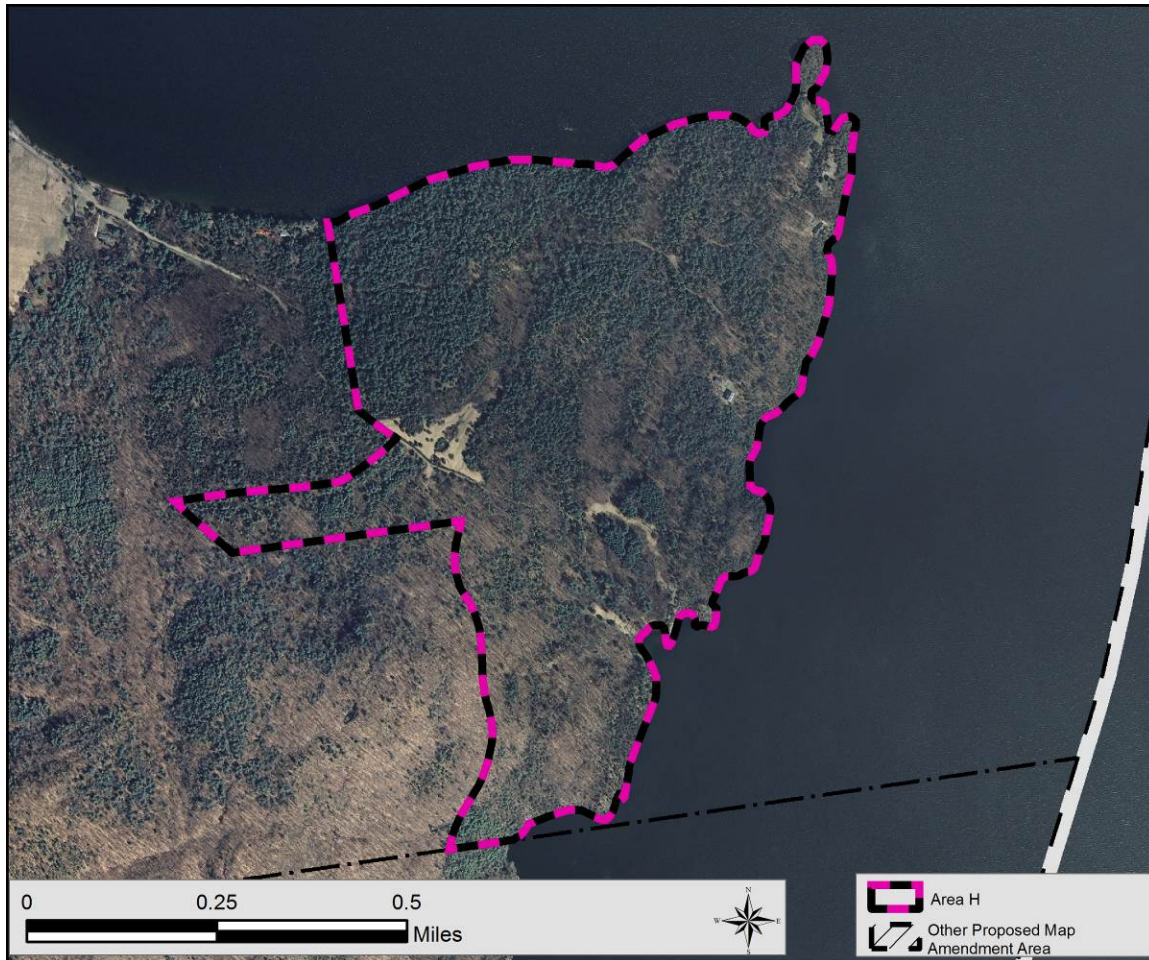 0 0.25 0.5
Miles
N
W E
S
Area H
Other Proposed Map
Amendment Area